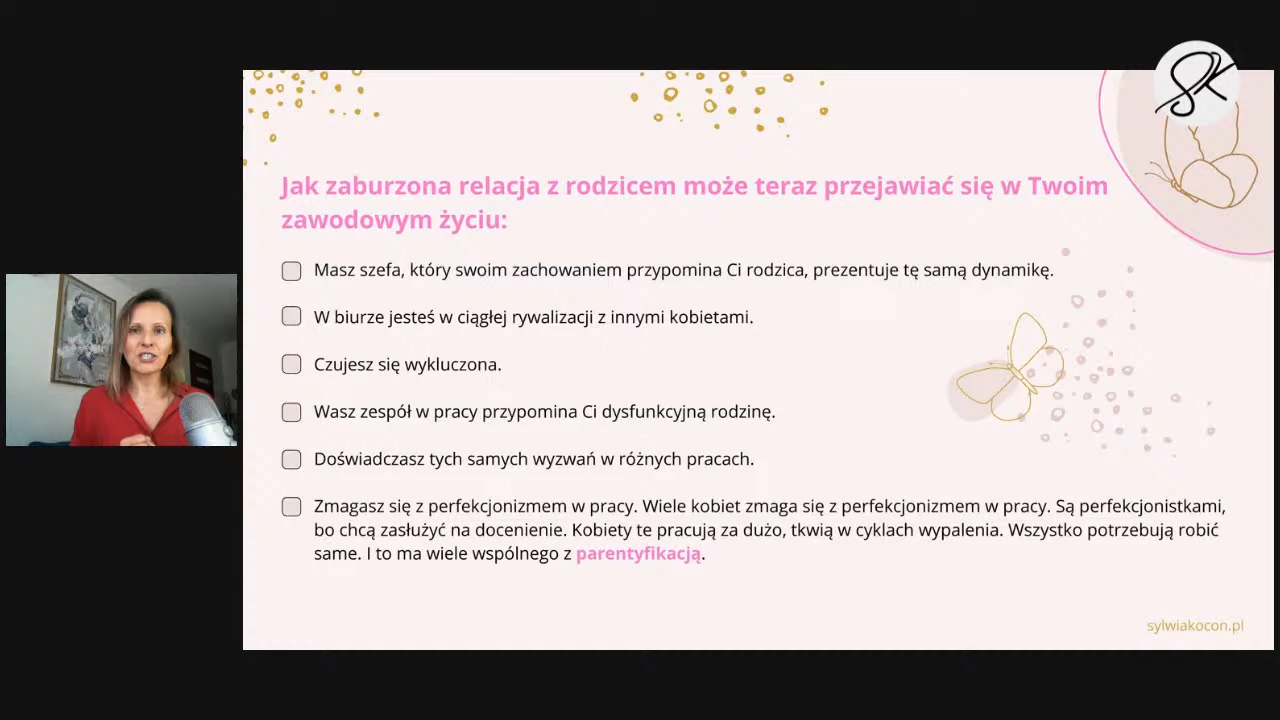 SK
Jak zaburzona relacja z rodzicem może teraz przejawiać się w Twoim
zawodowym życiu:
Masz szefa, który swoim zachowaniem przypomina Ci rodzica, prezentuje tę samą dynamikę.
W biurze jesteś w ciągłej rywalizacji z innymi kobietami.
Czujesz się wykluczona.
Wasz zespół w pracy przypomina Ci dysfunkcyjną rodzinę.
Doświadczasz tych samych wyzwań w różnych pracach.
Zmagasz się z perfekcjonizmem w pracy. Wiele kobiet zmaga się z perfekcjonizmem w pracy. Są perfekcjonistkami,
bo chcą zasłużyć na docenienie. Kobiety te pracują za dużo, tkwią w cyklach wypalenia. Wszystko potrzebują robić
same. I to ma wiele wspólnego z parentyfikacją.
sylwiakocon.pl